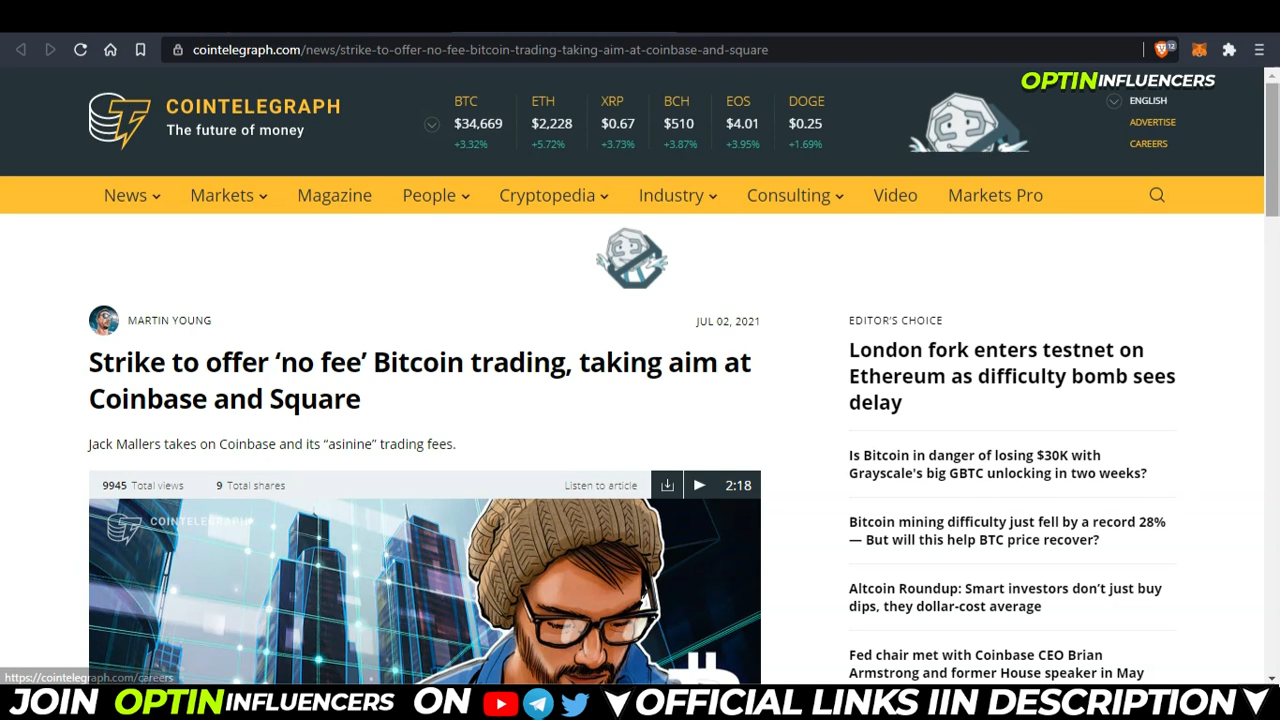 cointelegraph.com/news/strike-to-offer-no-fee-bitcoin-trading-taking-aim-at-coinbase-and-square
12
OPTIN INFLUENCERS
COINTELEGRAPH
The future of money
BTC ETH XRP BCH EOS DOGE
$34,669 $2,228 $0.67 $510 $4.01 $0.25
+3.32% +5.72% +3.73% +3.87% +3.95% +1.69%
ENGLISH
ADVERTISE
CAREERS
News Markets Magazine People Cryptopedia Industry Consulting Video Markets Pro
MARTIN YOUNG
JUL 02, 2021
Strike to offer ‘no fee’ Bitcoin trading, taking aim at
Coinbase and Square
Jack Mallers takes on Coinbase and its “asinine” trading fees.
9945 Total views 9 Total shares Listen to article 2:18
COINTELEGRAPH
EDITOR’S CHOICE
London fork enters testnet on
Ethereum as difficulty bomb sees
delay
Is Bitcoin in danger of losing $30K with
Grayscale's big GBTC unlocking in two weeks?
Bitcoin mining difficulty just fell by a record 28%
— But will this help BTC price recover?
Altcoin Roundup: Smart investors don’t just buy
dips, they dollar-cost average
Fed chair met with Coinbase CEO Brian
Armstrong and former House speaker in May
https://cointelegraph.com/careers
JOIN OPTIN INFLUENCERS ON OFFICIAL LINKS IIN DESCRIPTION